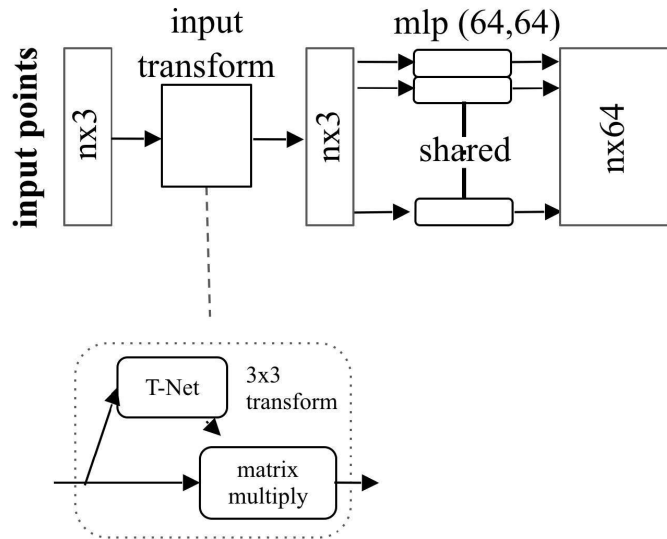 input points
nx3
input
transform
nx3
mlp (64,64)
shared
nx64
T-Net
3x3
transform
matrix
multiply